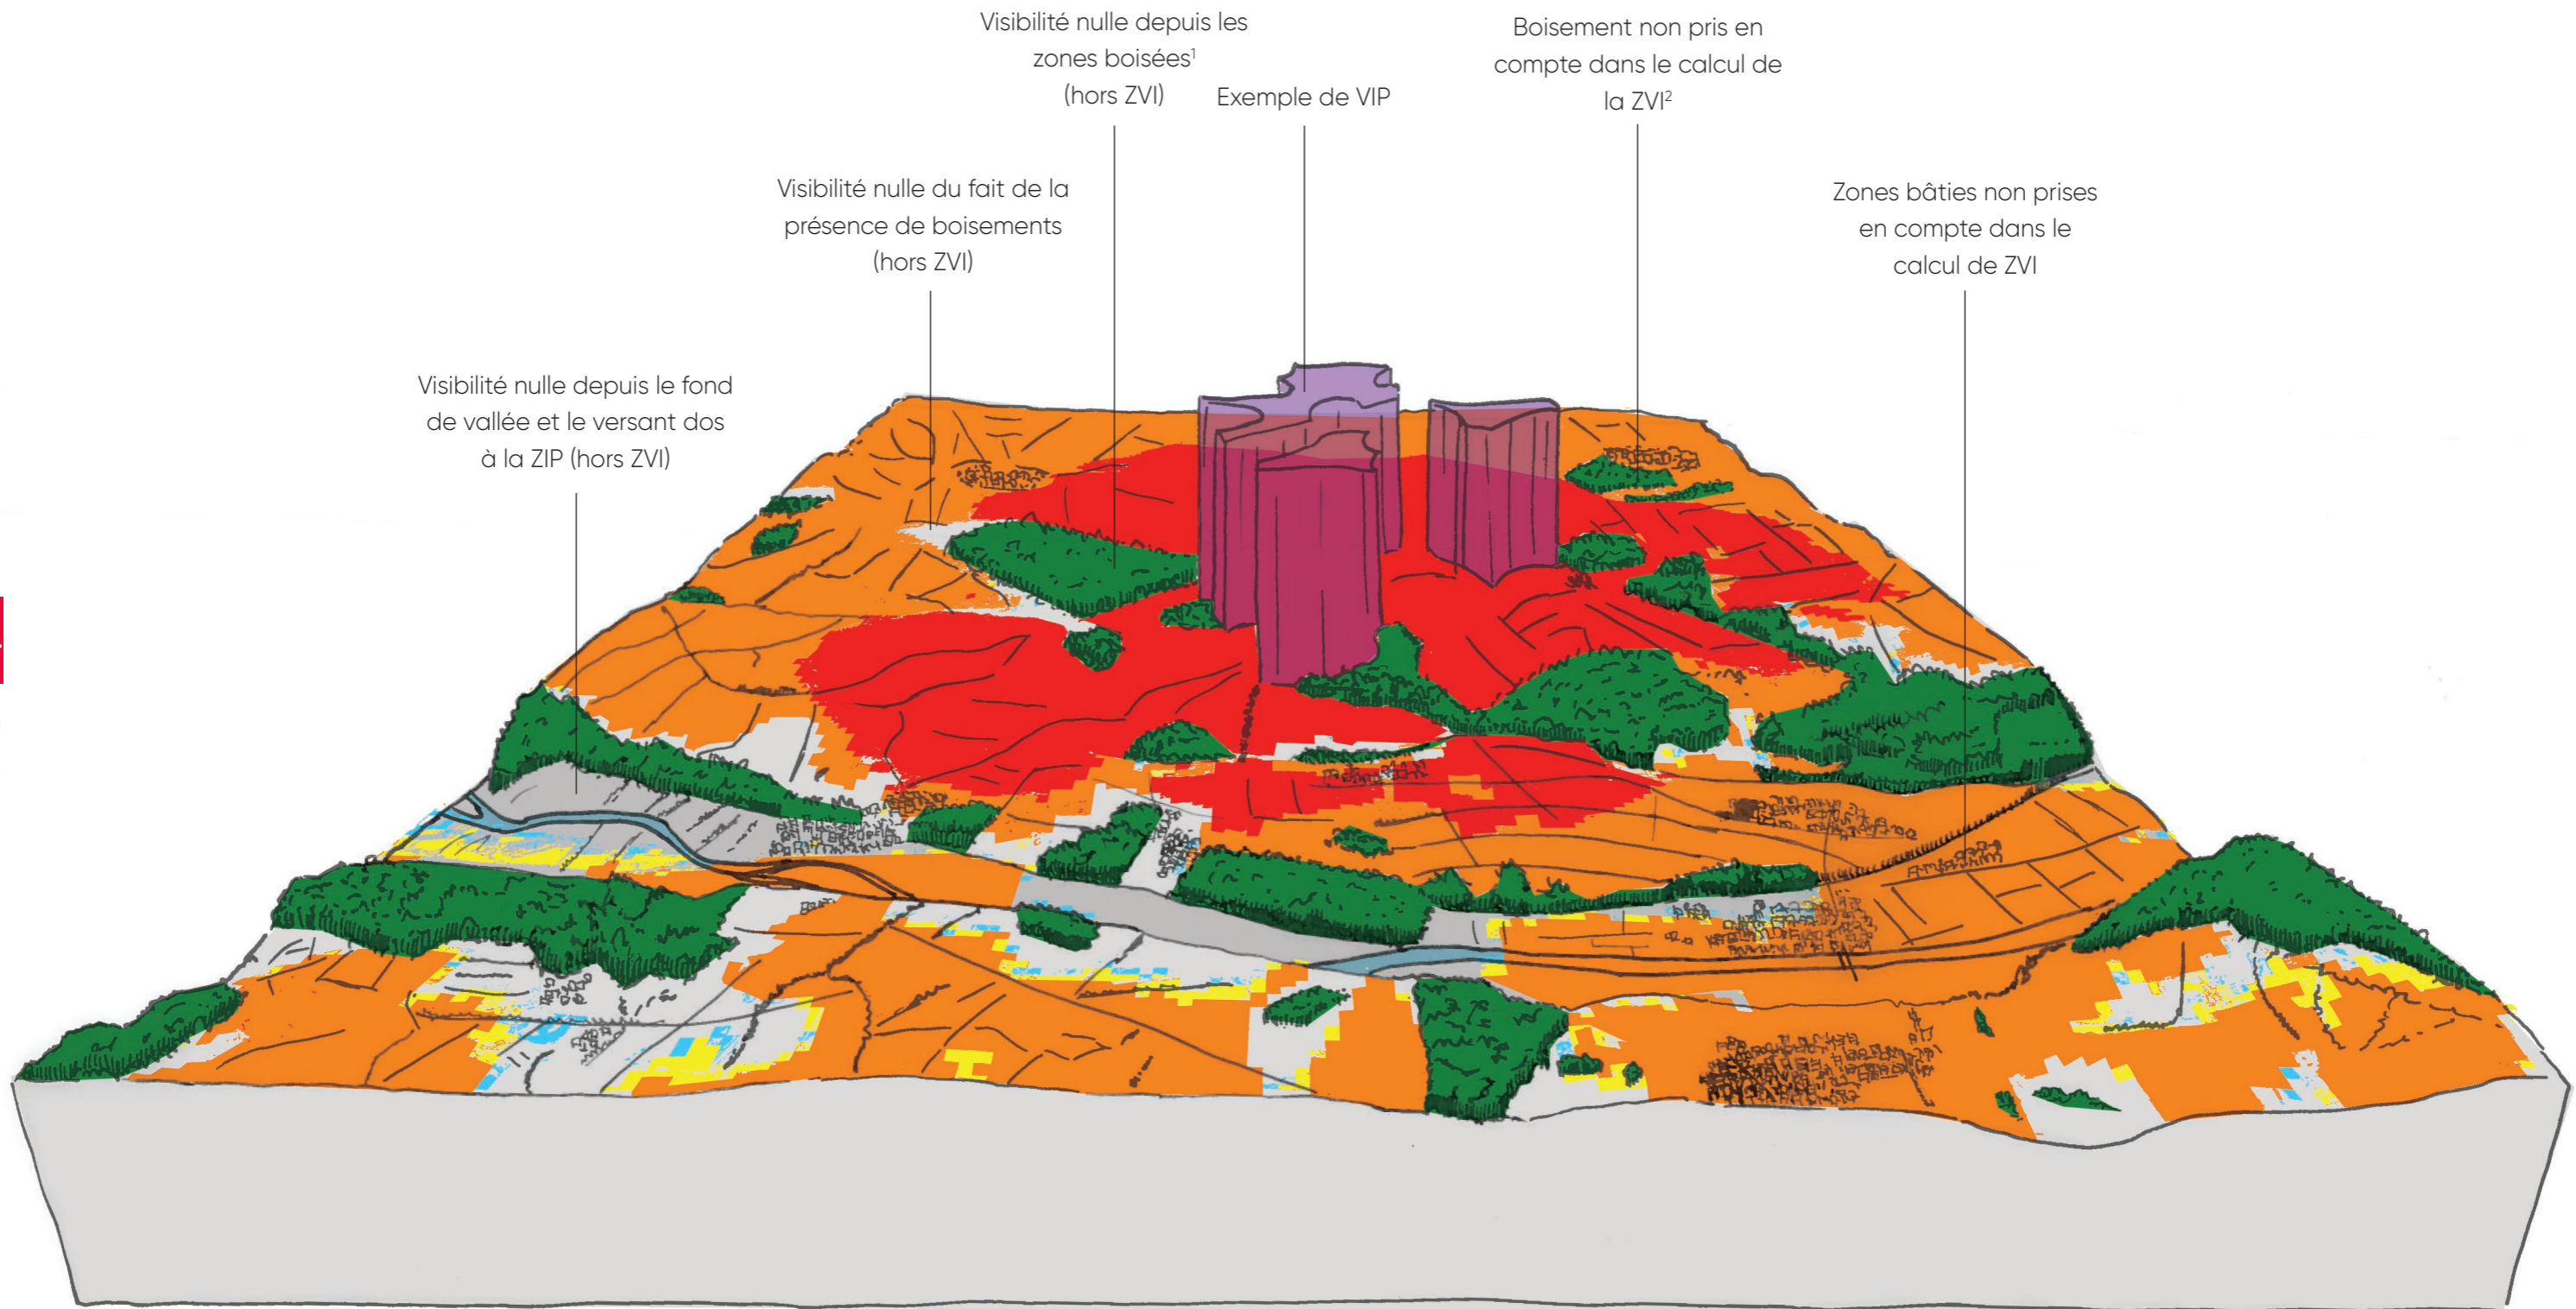 Visibilité nulle depuis les
zones boisées¹
(hors ZVI)
Exemple de VIP
Boisement non pris en
compte dans le calcul de
la ZVI²
Visibilité nulle du fait de la
présence de boisements
(hors ZVI)
Zones bâties non prises
en compte dans le
calcul de ZVI
Visibilité nulle depuis le fond
de vallée et le versant dos
à la ZIP (hors ZVI)